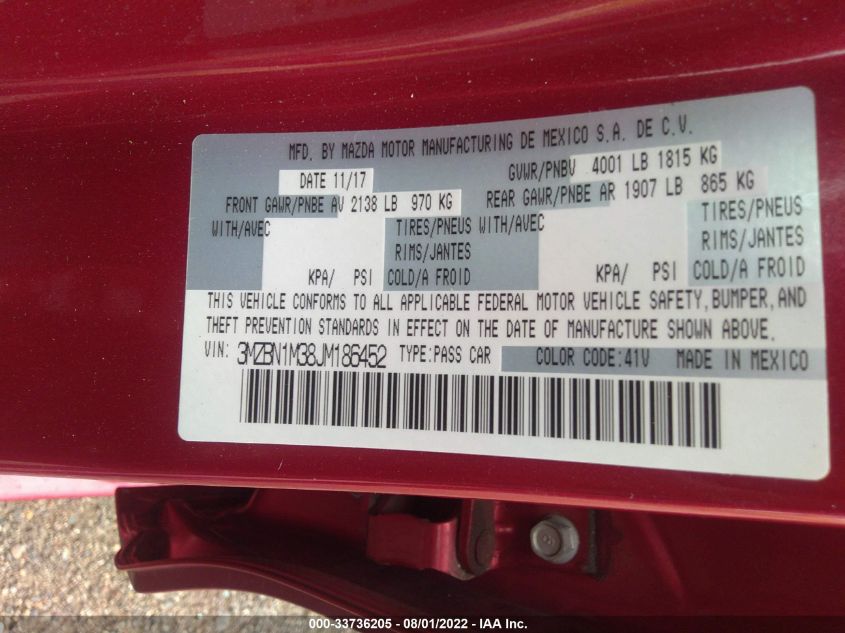 MFD. BY MAZDA MOTOR MANUFACTURING DE MEXICO S.A. DE C.V.
DATE 11/17 GVWR/PNBV 4001 LB 1815 KG
FRONT GAWR/PNBE AV 2138 LB 970 KG REAR GAWR/PNBE AR 1907 LB 865 KG
WITH/AVEC TIRES/PNEUS WITH/AVEC TIRES/PNEUS
RIMS/JANTES RIMS/JANTES
KPA/ PSI COLD/A FROID KPA/ PSI COLD/A FROID
THIS VEHICLE CONFORMS TO ALL APPLICABLE FEDERAL MOTOR VEHICLE SAFETY, BUMPER, AND
THEFT PREVENTION STANDARDS IN EFFECT ON THE DATE OF MANUFACTURE SHOWN ABOVE.
VIN: 3MZBN1M38JM186452 TYPE:PASS CAR COLOR CODE:41V MADE IN MEXICO
000-33736205 - 08/01/2022 - IAA Inc.